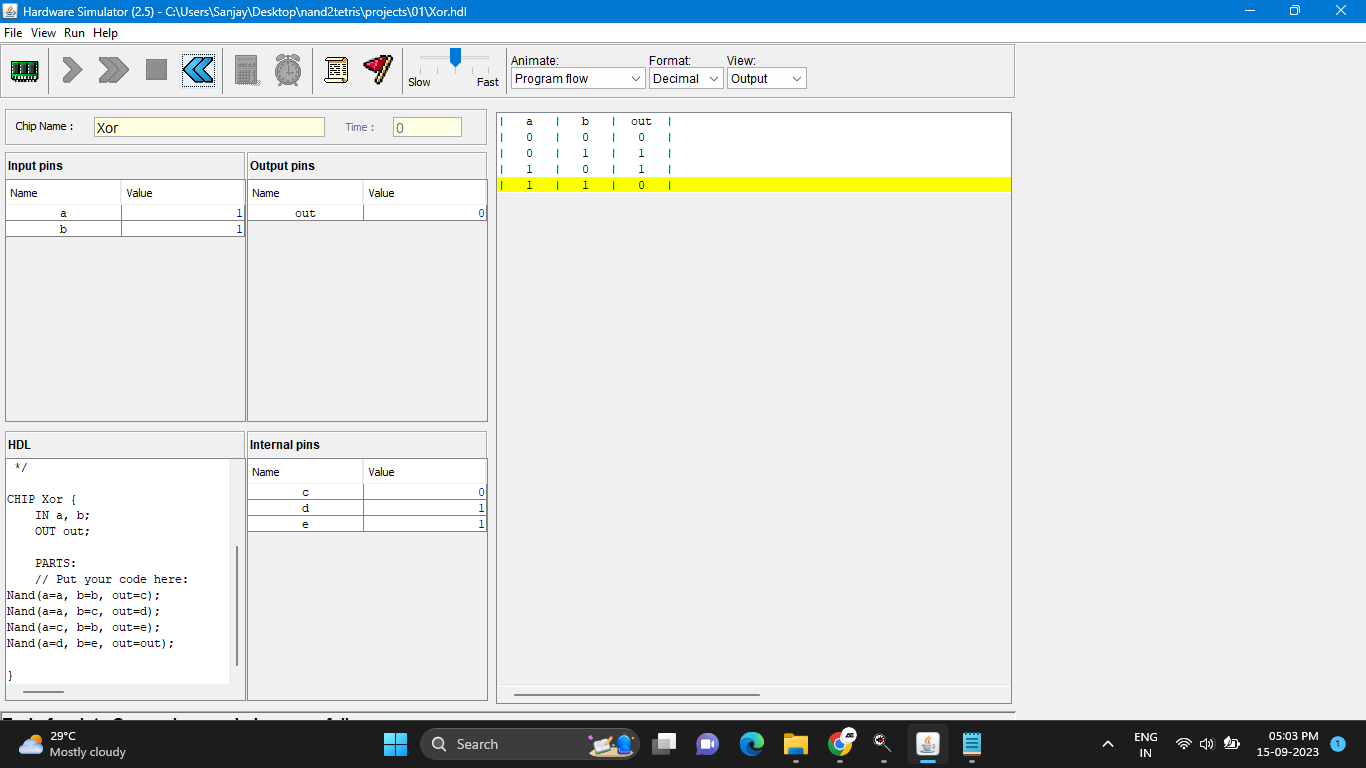 Hardware Simulator (2.5) - C:\Users\Sanjay\Desktop\nand2tetris\projects\01\Xor.hdl
File View Run Help
Slow Fast
Animate: Format: View:
Program flow Decimal Output
Chip Name : Xor Time : 0
Input pins
Name Value
a 1
b 1
Output pins
Name Value
out 0
| a | b | out |
| 0 | 0 | 0 |
| 0 | 1 | 1 |
| 1 | 0 | 1 |
| 1 | 1 | 0 |
HDL
*/
CHIP Xor {
IN a, b;
OUT out;
PARTS:
// Put your code here:
Nand(a=a, b=b, out=c);
Nand(a=a, b=c, out=d);
Nand(a=c, b=b, out=e);
Nand(a=d, b=e, out=out);
}
Internal pins
Name Value
c 0
d 1
e 1
29°C
Mostly cloudy
Search
ENG
IN
05:03 PM
15-09-2023
1